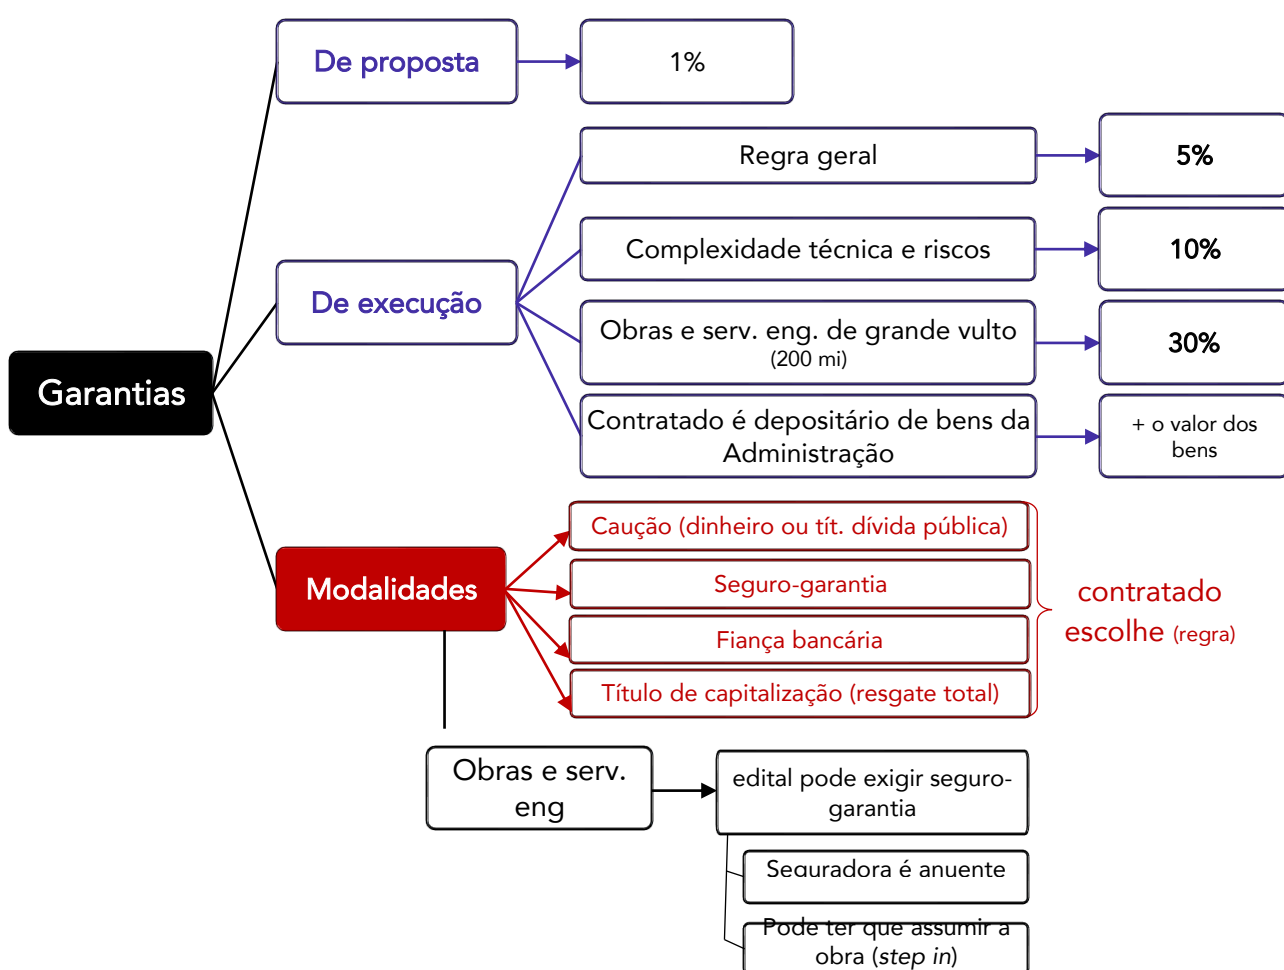 De proposta
1%
Regra geral
5%
Complexidade técnica e riscos
10%
De execução
Obras e serv. eng. de grande vulto
(200 mi)
30%
Garantias
Contratado é depositário de bens da
Administração
+ o valor dos
bens
Caução (dinheiro ou tít. dívida pública)
Modalidades
Seguro-garantia
Fiança bancária
Título de capitalização (resgate total)
contratado
escolhe (regra)
Obras e serv.
eng
edital pode exigir seguro-
garantia
Seguradora é anuente
Pode ter que assumir a
obra (step in)